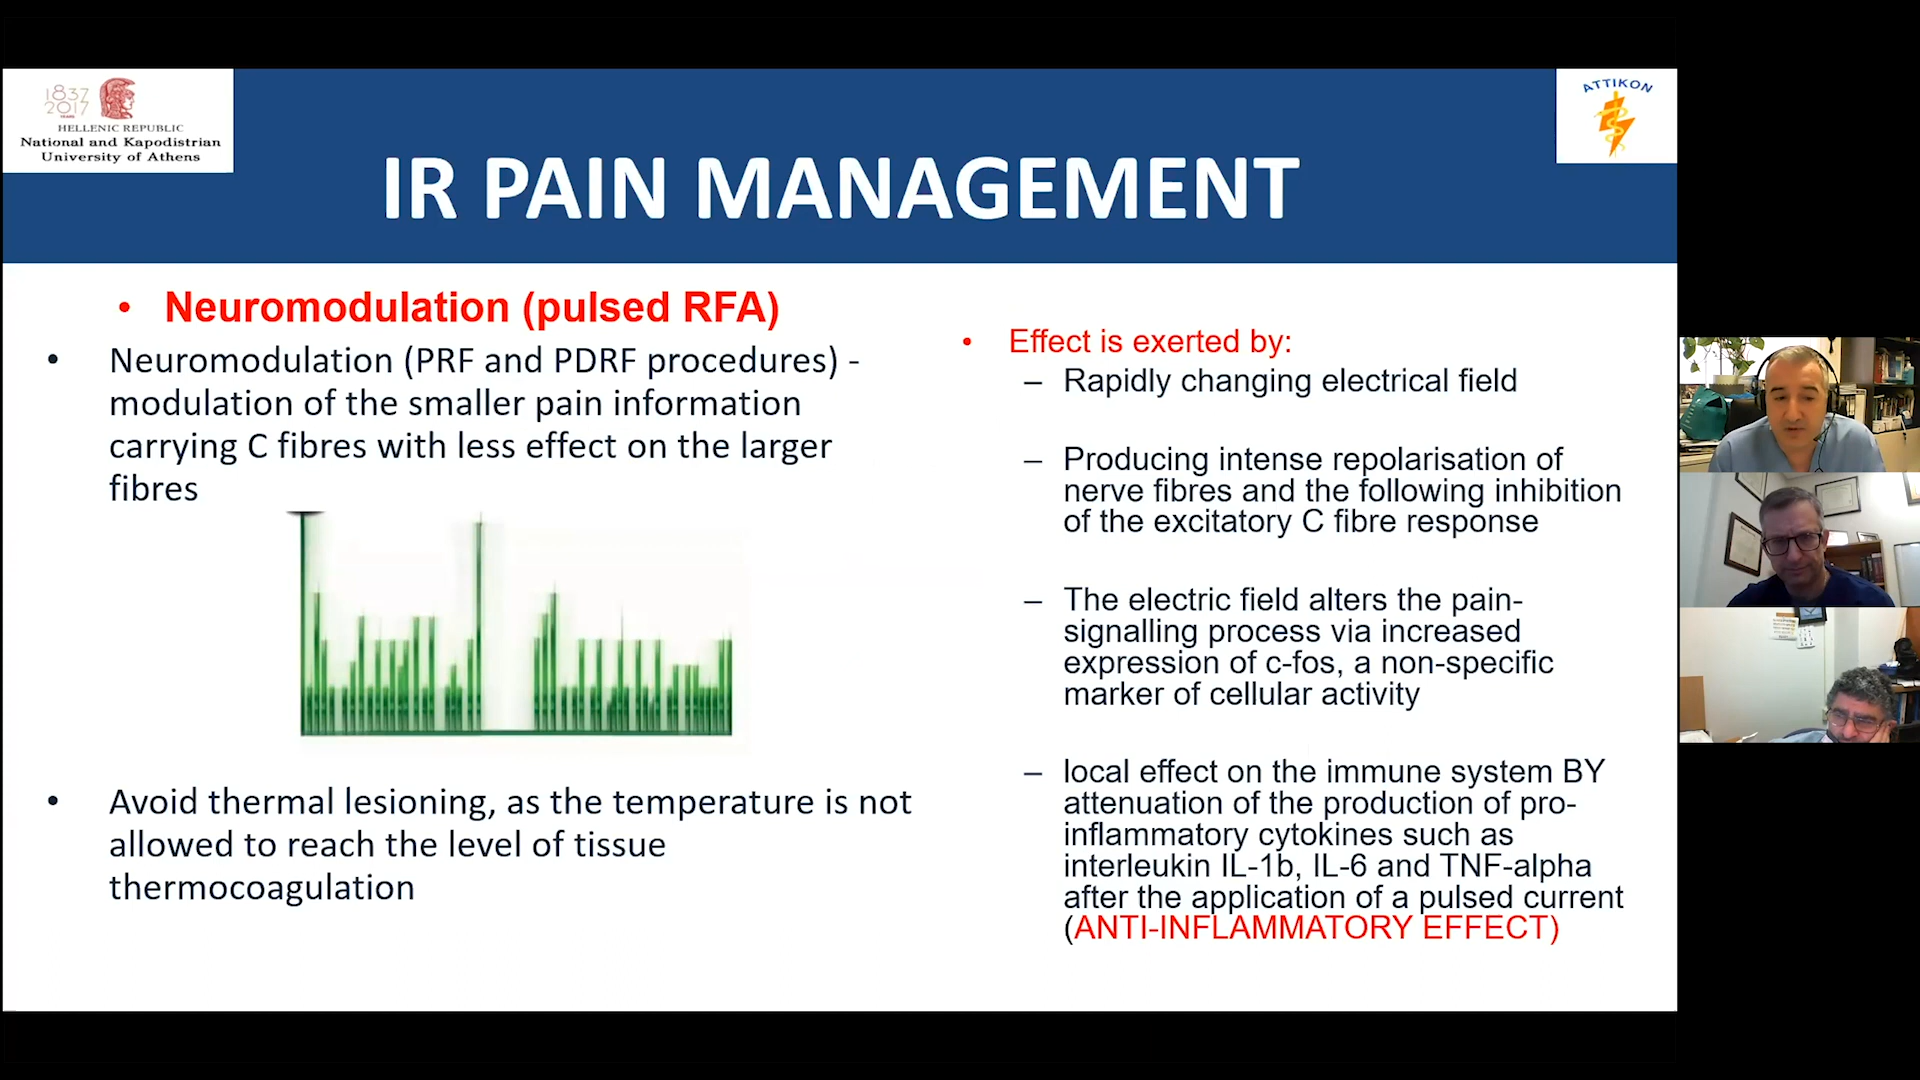 1837
2017
YEARS
HELLENIC REPUBLIC
National and Kapodistrian
University of Athens
ATTIKON
IR PAIN MANAGEMENT
• Neuromodulation (pulsed RFA)
• Neuromodulation (PRF and PDRF procedures) -
modulation of the smaller pain information
carrying C fibres with less effect on the larger
fibres
• Avoid thermal lesioning, as the temperature is not
allowed to reach the level of tissue
thermocoagulation
• Effect is exerted by:
– Rapidly changing electrical field
– Producing intense repolarisation of
nerve fibres and the following inhibition
of the excitatory C fibre response
– The electric field alters the pain-
signalling process via increased
expression of c-fos, a non-specific
marker of cellular activity
– local effect on the immune system BY
attenuation of the production of pro-
inflammatory cytokines such as
interleukin IL-1b, IL-6 and TNF-alpha
after the application of a pulsed current
(ANTI-INFLAMMATORY EFFECT)